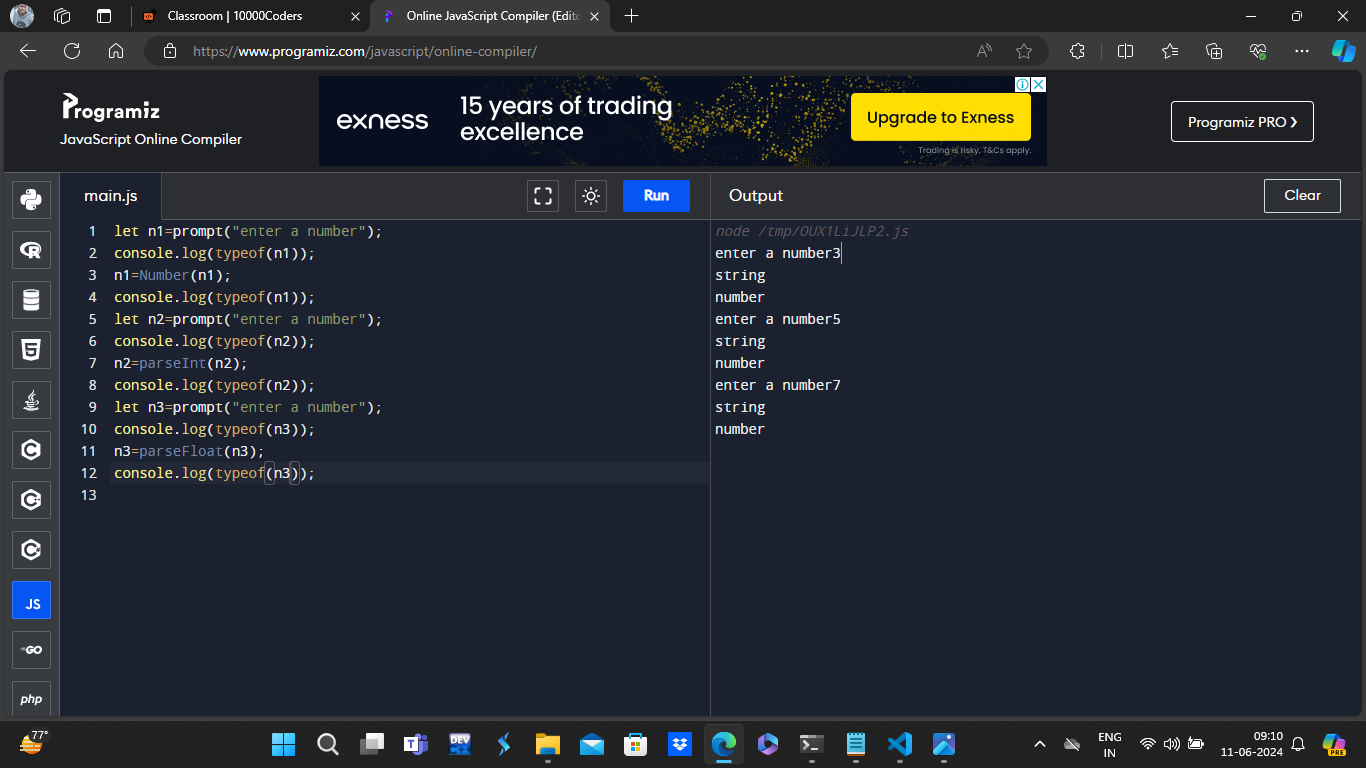 Classroom | 10000Coders
Online JavaScript Compiler (Edito
https://www.programiz.com/javascript/online-compiler/
Programiz
JavaScript Online Compiler
exness
15 years of trading
excellence
Upgrade to Exness
Trading is risky. T&Cs apply.
Programiz PRO
main.js
Run
Output
Clear
1 let n1=prompt("enter a number");
2 console.log(typeof(n1));
3 n1=Number(n1);
4 console.log(typeof(n1));
5 let n2=prompt("enter a number");
6 console.log(typeof(n2));
7 n2=parseInt(n2);
8 console.log(typeof(n2));
9 let n3=prompt("enter a number");
10 console.log(typeof(n3));
11 n3=parseFloat(n3);
12 console.log(typeof(n3));
13
node /tmp/OUX1LiJLP2.js
enter a number3
string
number
enter a number5
string
number
enter a number7
string
number
R
5
C
C
C
JS
GO
php
77°
DEV
C++
ENG
IN
09:10
11-06-2024
PRE